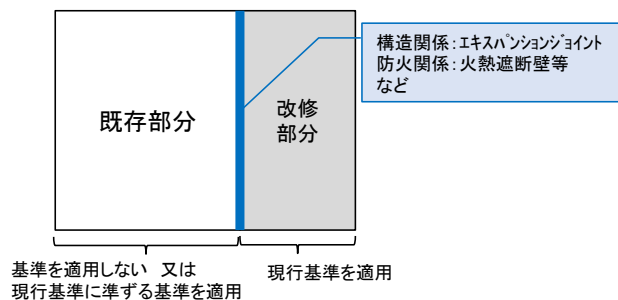 構造関係：エキスパンションジョイント
防火関係：火熱遮断壁等
など
既存部分
改修
部分
基準を適用しない 又は
現行基準に準ずる基準を適用
現行基準を適用